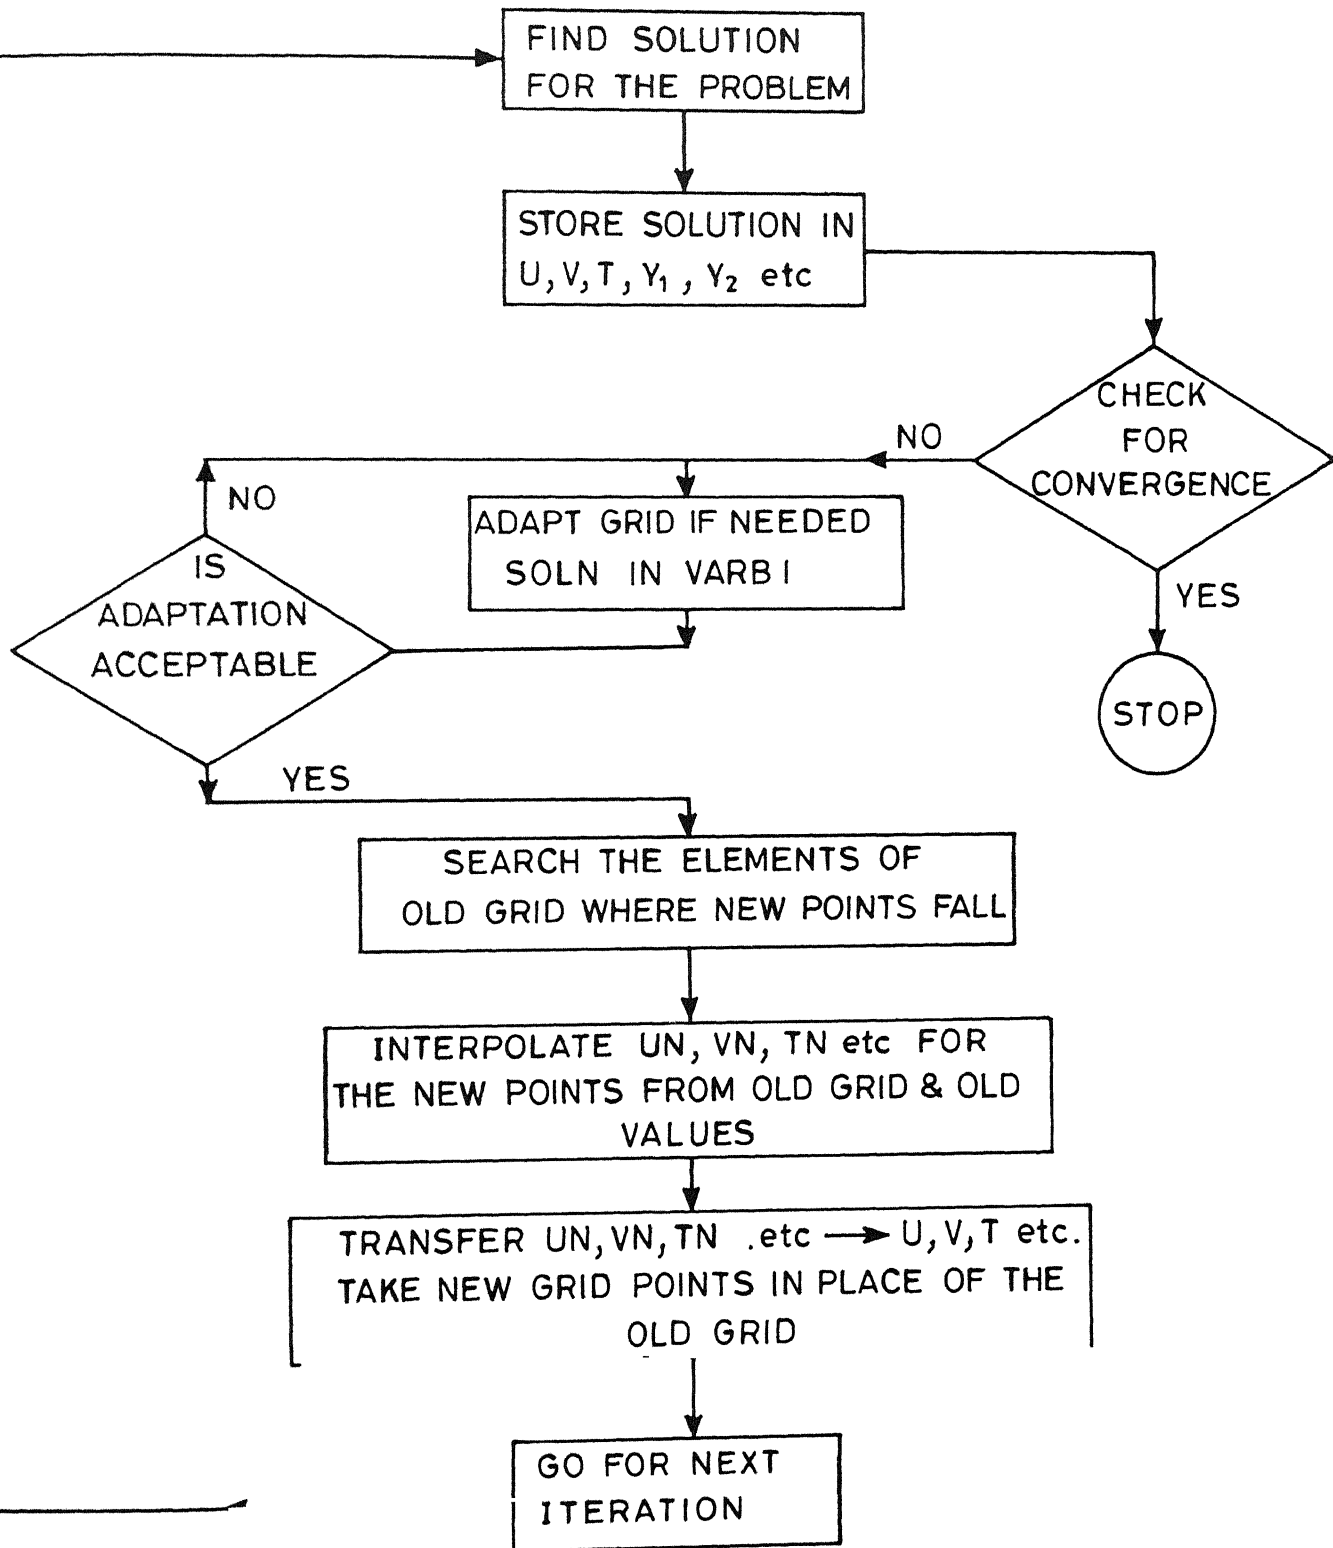 FIND SOLUTION
FOR THE PROBLEM
STORE SOLUTION IN
U, V, T, Y₁, Y₂ etc
CHECK
FOR
CONVERGENCE
NO
YES
STOP
ADAPT GRID IF NEEDED
SOLN IN VARB I
NO
IS
ADAPTATION
ACCEPTABLE
YES
SEARCH THE ELEMENTS OF
OLD GRID WHERE NEW POINTS FALL
INTERPOLATE UN, VN, TN etc FOR
THE NEW POINTS FROM OLD GRID & OLD
VALUES
TRANSFER UN, VN, TN .etc → U, V, T etc.
TAKE NEW GRID POINTS IN PLACE OF THE
OLD GRID
GO FOR NEXT
ITERATION